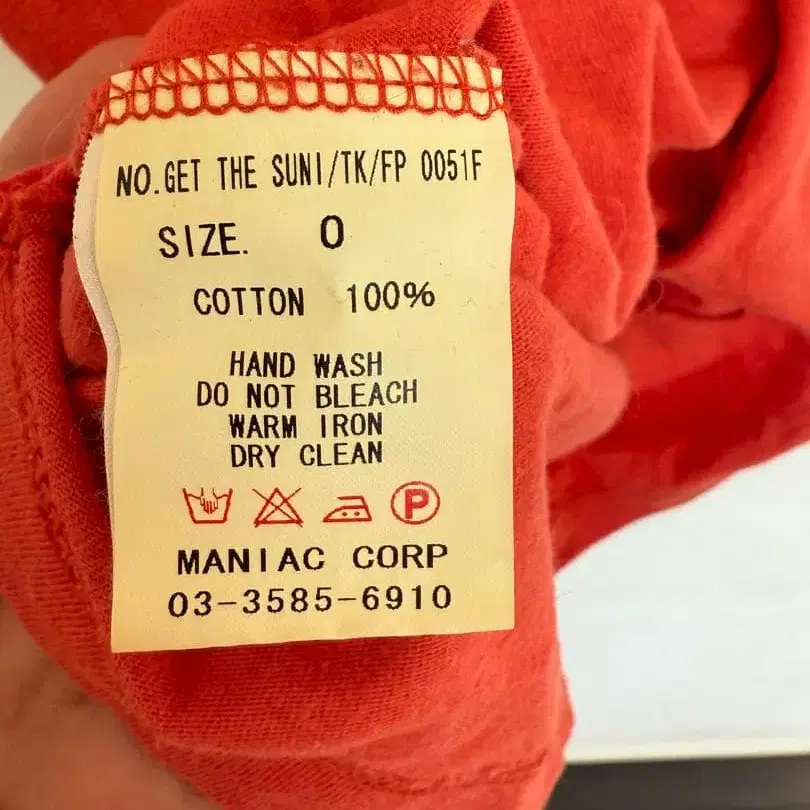 NO.GET THE SUNI/TK/FP 0051F
SIZE. 0
COTTON 100%
HAND WASH
DO NOT BLEACH
WARM IRON
DRY CLEAN
P
MANIAC CORP
03-3585-6910